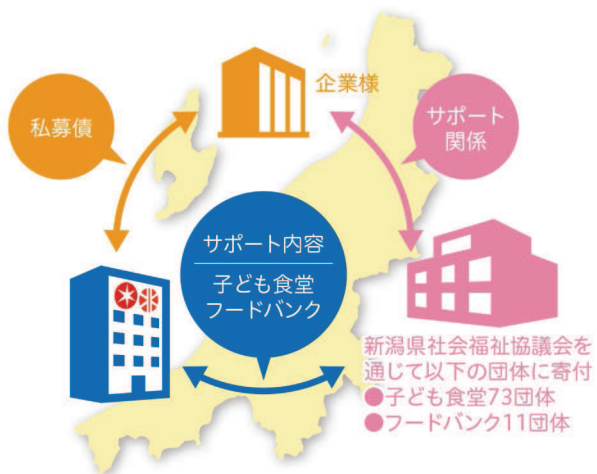 企業様
私募債
サポート
関係
サポート内容
子ども食堂
フードバンク
新潟県社会福祉協議会を
通じて以下の団体に寄付
●子ども食堂73団体
●フードバンク11団体